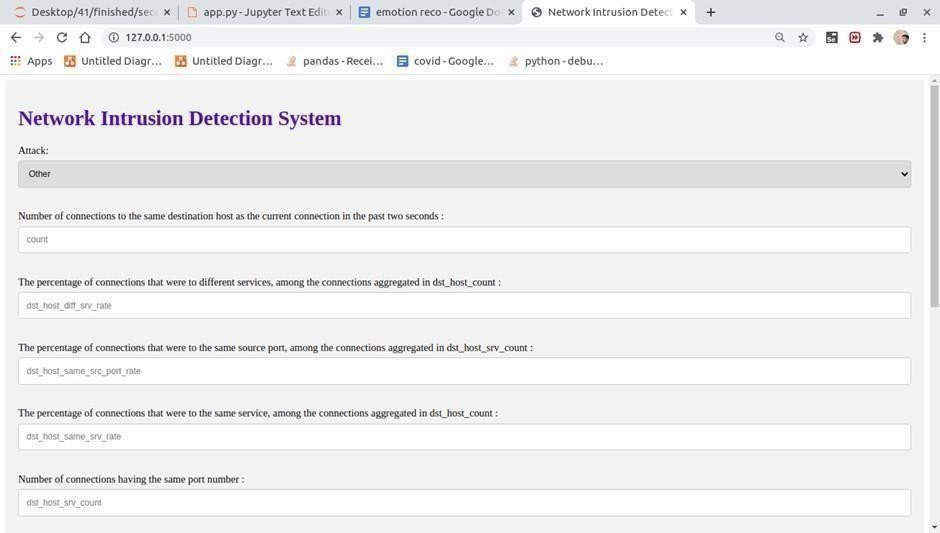 Desktop/41/finished/sec
app.py - Jupyter Text Edit
emotion reco - Google Do
Network Intrusion Detect
127.0.0.1:5000
Apps
Untitled Diagr…
Untitled Diagr…
pandas - Recei…
covid - Google…
python - debu…
Network Intrusion Detection System
Attack:
Other
Number of connections to the same destination host as the current connection in the past two seconds :
count
The percentage of connections that were to different services, among the connections aggregated in dst_host_count :
dst_host_diff_srv_rate
The percentage of connections that were to the same source port, among the connections aggregated in dst_host_srv_count :
dst_host_same_src_port_rate
The percentage of connections that were to the same service, among the connections aggregated in dst_host_count :
dst_host_same_srv_rate
Number of connections having the same port number :
dst_host_srv_count